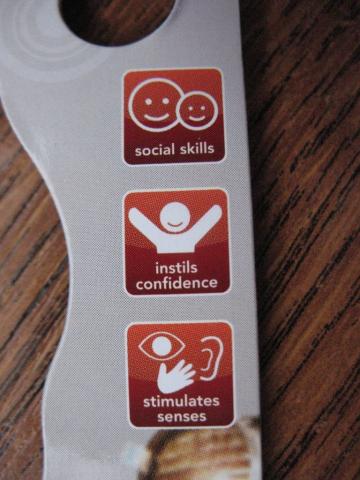 social skills
instils
confidence
stimulates
senses